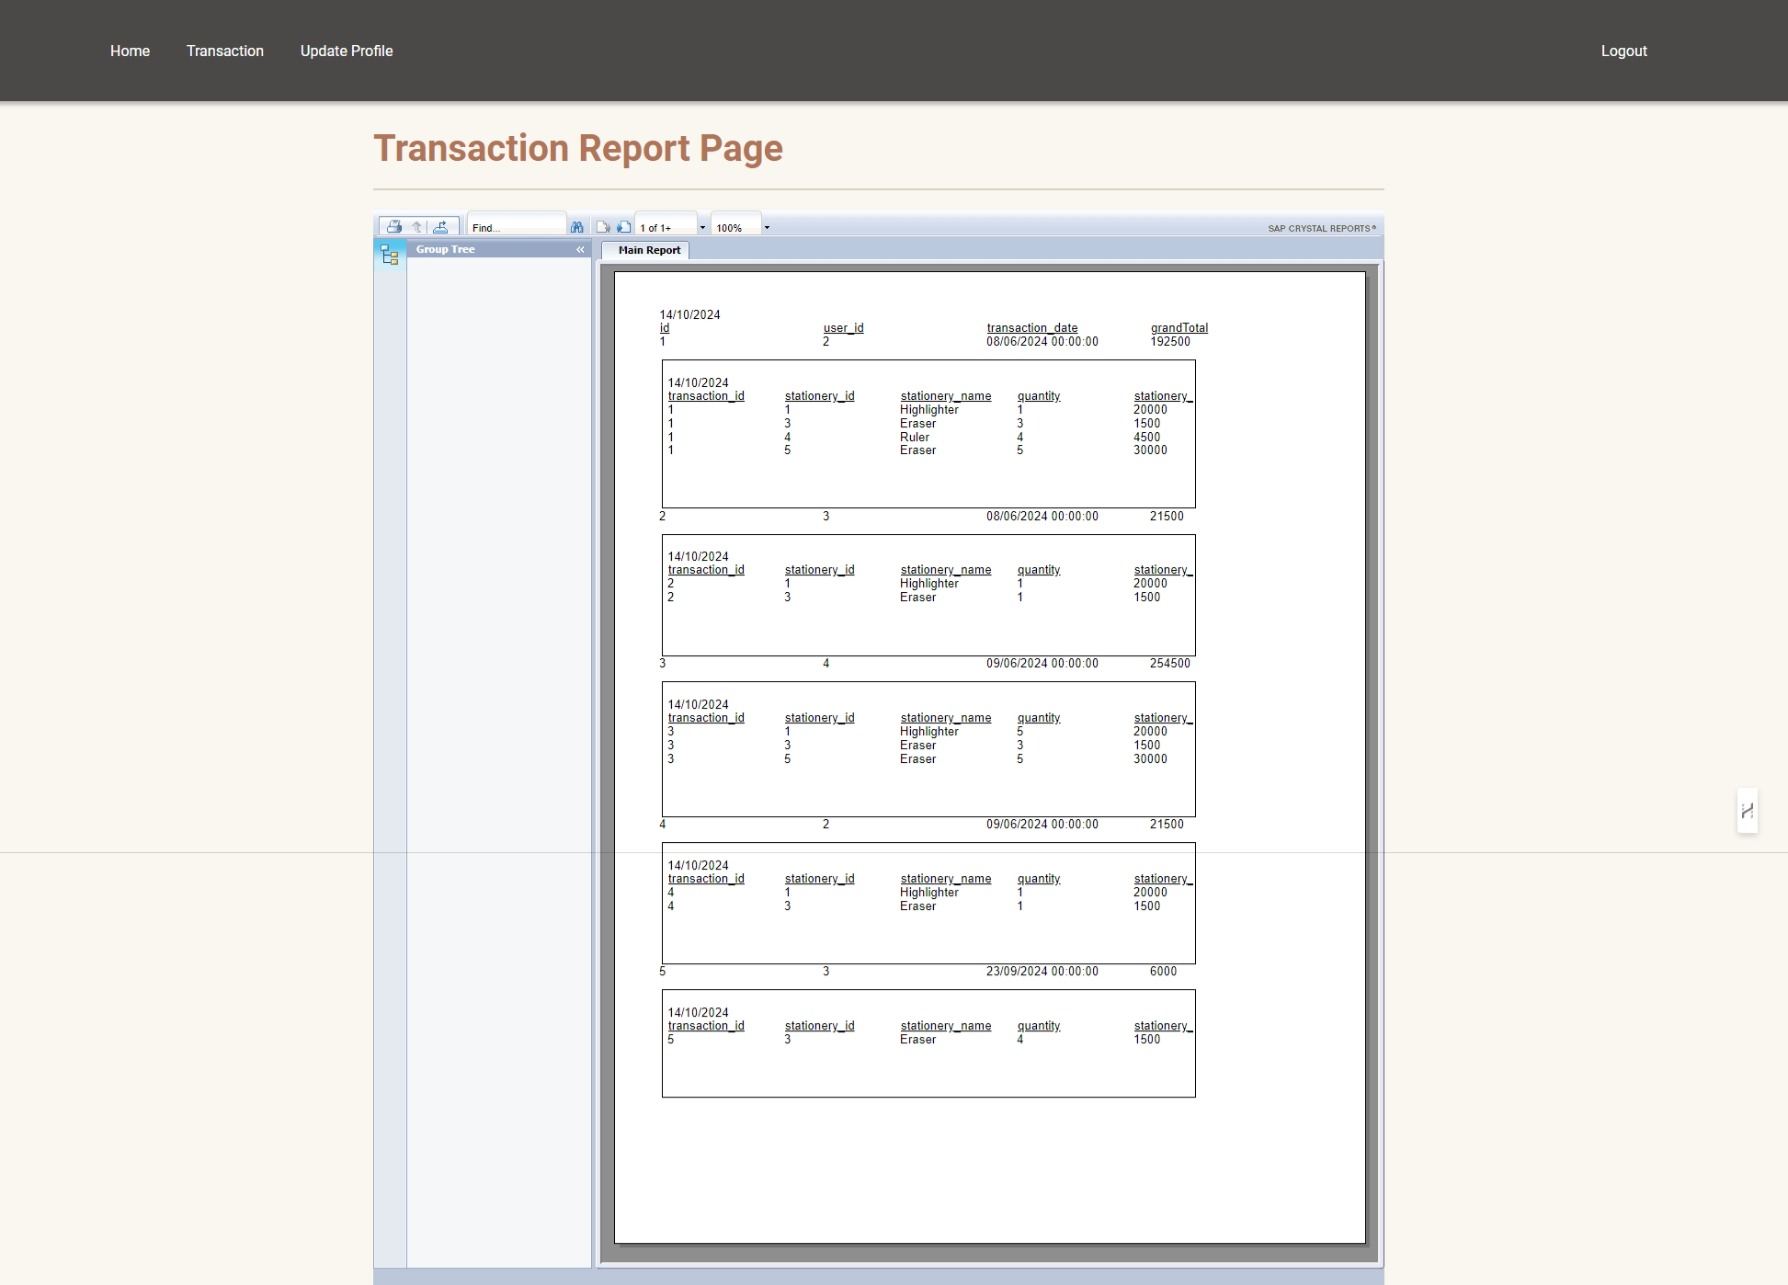 Home Transaction Update Profile Logout
Transaction Report Page
Find... 1 of 1+ 100% SAP CRYSTAL REPORTS®
Group Tree «
Main Report
14/10/2024
id user_id transaction_date grandTotal
1 2 08/06/2024 00:00:00 192500
14/10/2024
transaction_id stationery_id stationery_name quantity stationery_
1 1 Highlighter 1 20000
1 3 Eraser 3 1500
1 4 Ruler 4 4500
1 5 Eraser 5 30000
2 3 08/06/2024 00:00:00 21500
14/10/2024
transaction_id stationery_id stationery_name quantity stationery_
2 1 Highlighter 1 20000
2 3 Eraser 1 1500
3 4 09/06/2024 00:00:00 254500
14/10/2024
transaction_id stationery_id stationery_name quantity stationery_
3 1 Highlighter 5 20000
3 3 Eraser 3 1500
3 5 Eraser 5 30000
4 2 09/06/2024 00:00:00 21500
14/10/2024
transaction_id stationery_id stationery_name quantity stationery_
4 1 Highlighter 1 20000
4 3 Eraser 1 1500
5 3 23/09/2024 00:00:00 6000
14/10/2024
transaction_id stationery_id stationery_name quantity stationery_
5 3 Eraser 4 1500